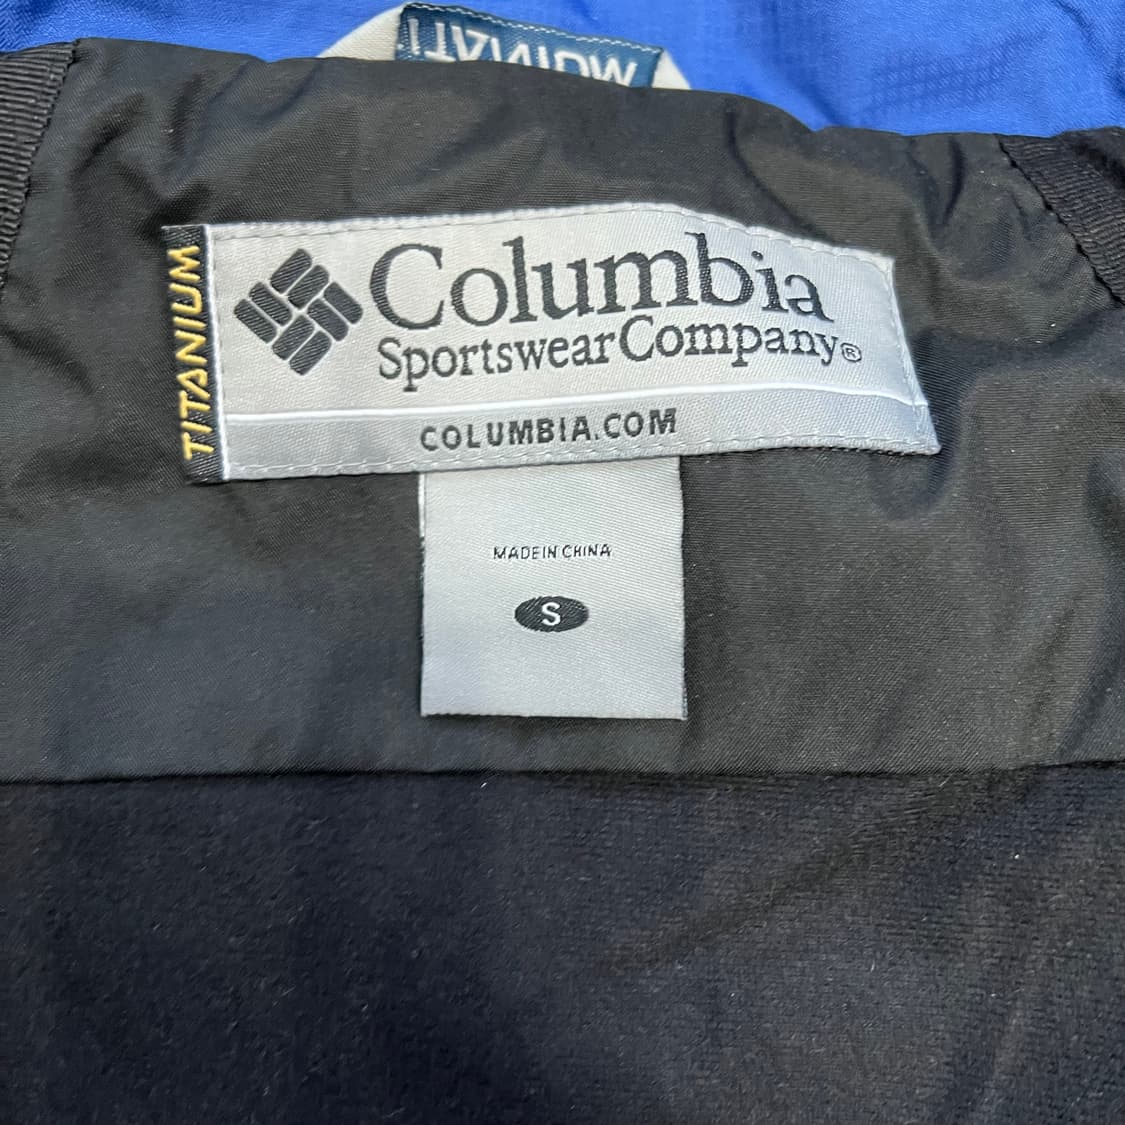 TITANIUM
Columbia
Sportswear Company®
COLUMBIA.COM
MADE IN CHINA
S